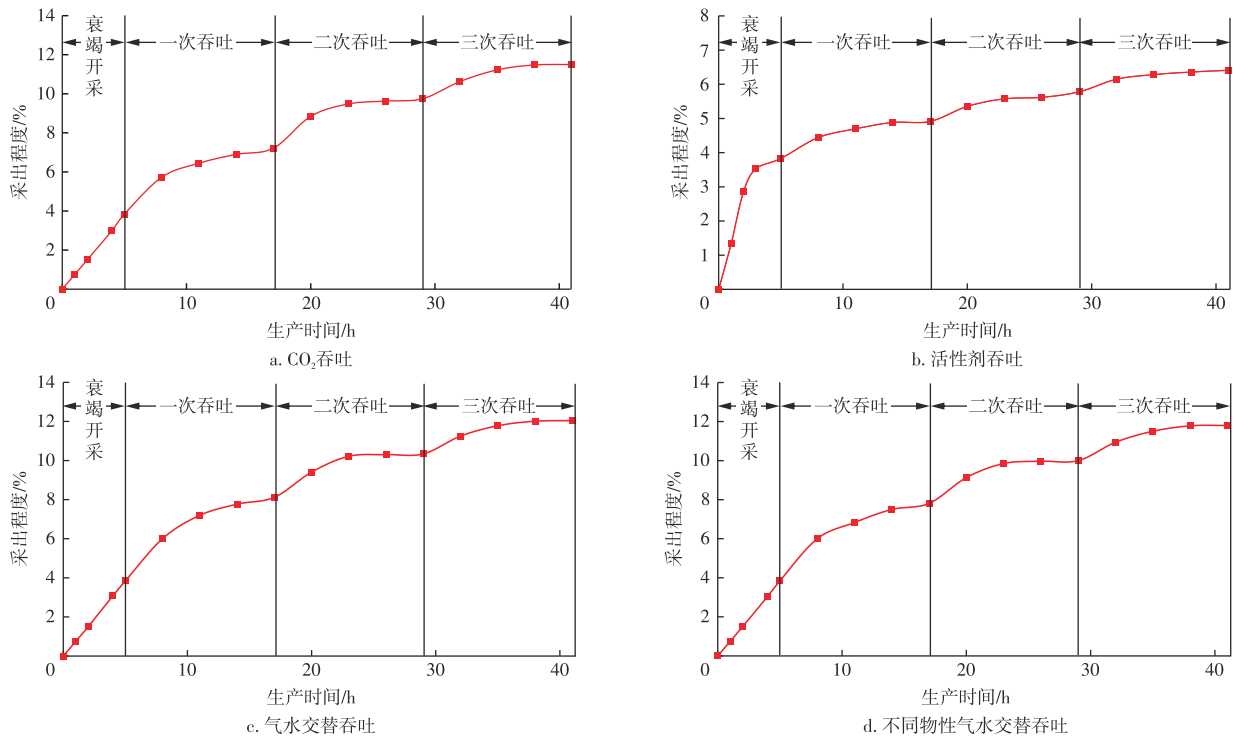 14
12
10
8
6
4
2
0
采出程度/%
衰竭开采
一次吞吐
二次吞吐
三次吞吐
10
20
30
40
生产时间/h
a. CO₂吞吐
8
7
6
5
4
3
2
1
0
采出程度/%
衰竭开采
一次吞吐
二次吞吐
三次吞吐
10
20
30
40
生产时间/h
b. 活性剂吞吐
14
12
10
8
6
4
2
0
采出程度/%
衰竭开采
一次吞吐
二次吞吐
三次吞吐
10
20
30
40
生产时间/h
c. 气水交替吞吐
14
12
10
8
6
4
2
0
采出程度/%
衰竭开采
一次吞吐
二次吞吐
三次吞吐
10
20
30
40
生产时间/h
d. 不同物性气水交替吞吐